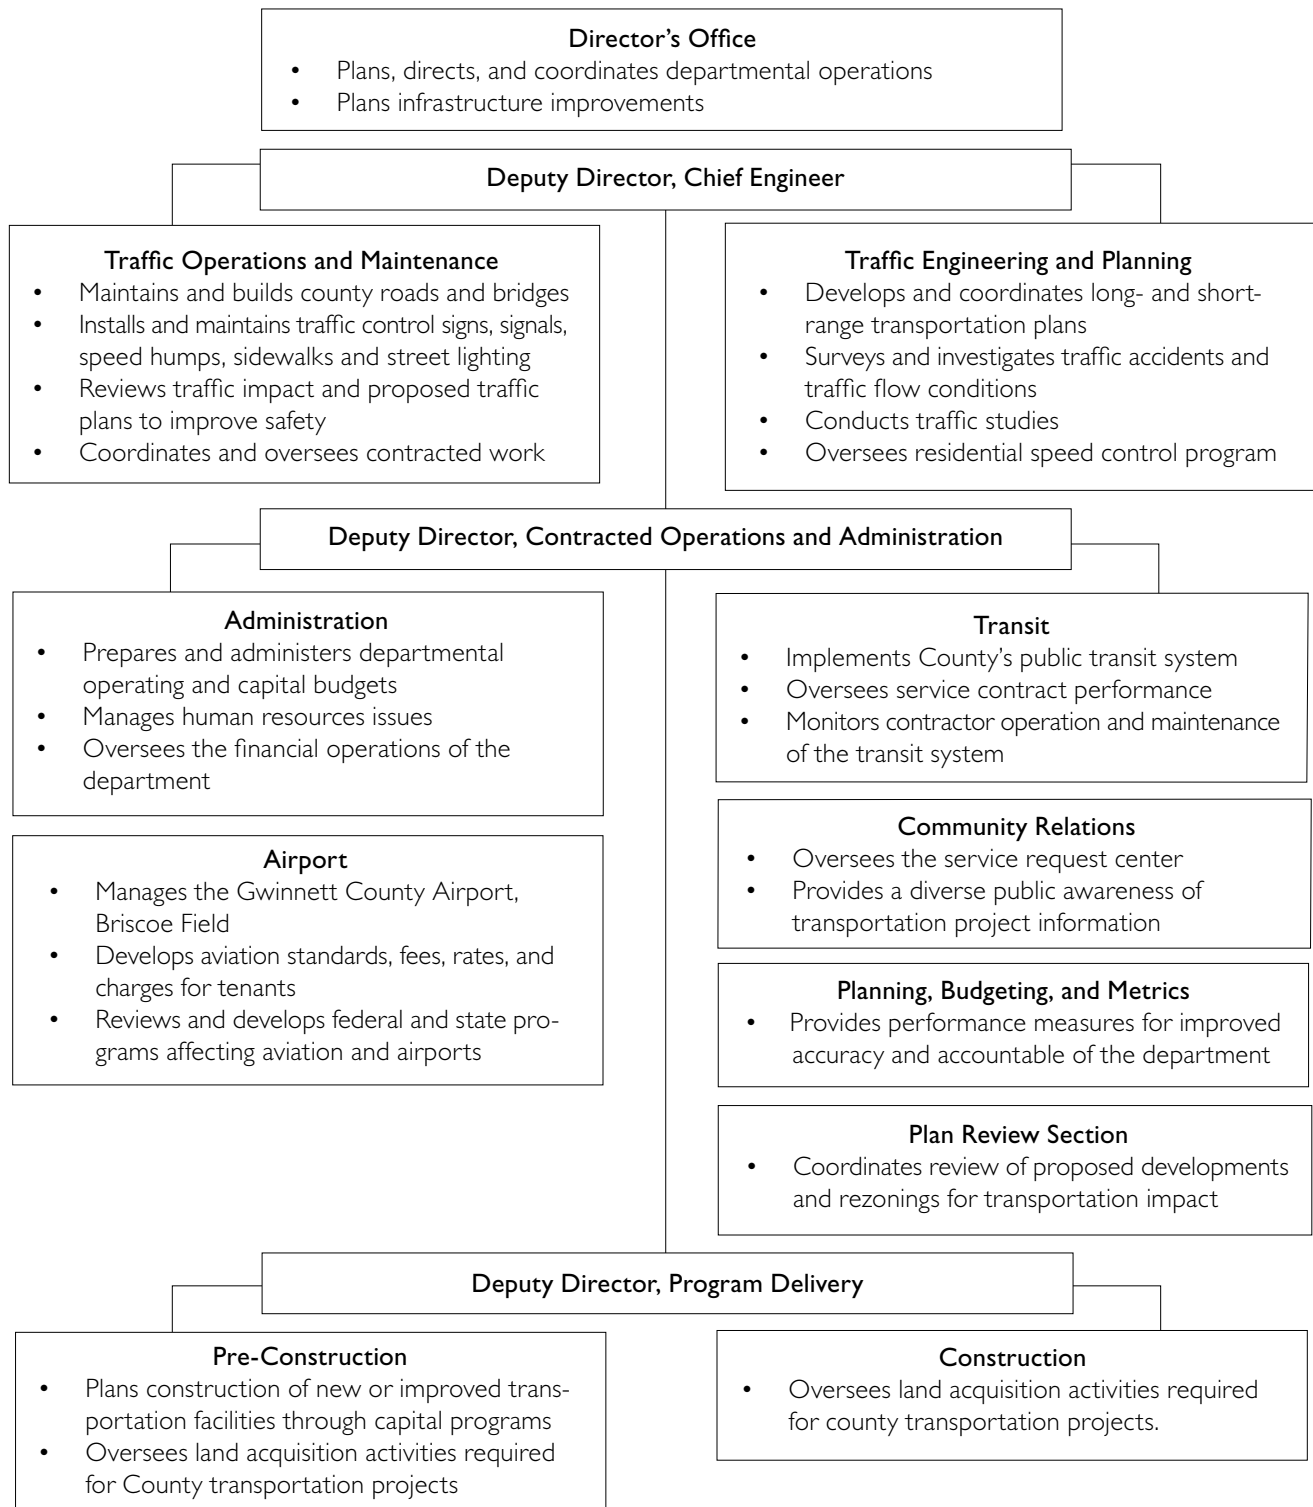 Director’s Office
• Plans, directs, and coordinates departmental operations
• Plans infrastructure improvements
Deputy Director, Chief Engineer
Traffic Operations and Maintenance
• Maintains and builds county roads and bridges
• Installs and maintains traffic control signs, signals,
speed humps, sidewalks and street lighting
• Reviews traffic impact and proposed traffic
plans to improve safety
• Coordinates and oversees contracted work
Traffic Engineering and Planning
• Develops and coordinates long- and short-
range transportation plans
• Surveys and investigates traffic accidents and
traffic flow conditions
• Conducts traffic studies
• Oversees residential speed control program
Deputy Director, Contracted Operations and Administration
Administration
• Prepares and administers departmental
operating and capital budgets
• Manages human resources issues
• Oversees the financial operations of the
department
Airport
• Manages the Gwinnett County Airport,
Briscoe Field
• Develops aviation standards, fees, rates, and
charges for tenants
• Reviews and develops federal and state pro-
grams affecting aviation and airports
Transit
• Implements County’s public transit system
• Oversees service contract performance
• Monitors contractor operation and maintenance
of the transit system
Community Relations
• Oversees the service request center
• Provides a diverse public awareness of
transportation project information
Planning, Budgeting, and Metrics
• Provides performance measures for improved
accuracy and accountable of the department
Plan Review Section
• Coordinates review of proposed developments
and rezonings for transportation impact
Deputy Director, Program Delivery
Pre-Construction
• Plans construction of new or improved trans-
portation facilities through capital programs
• Oversees land acquisition activities required
for County transportation projects
Construction
• Oversees land acquisition activities required
for county transportation projects.